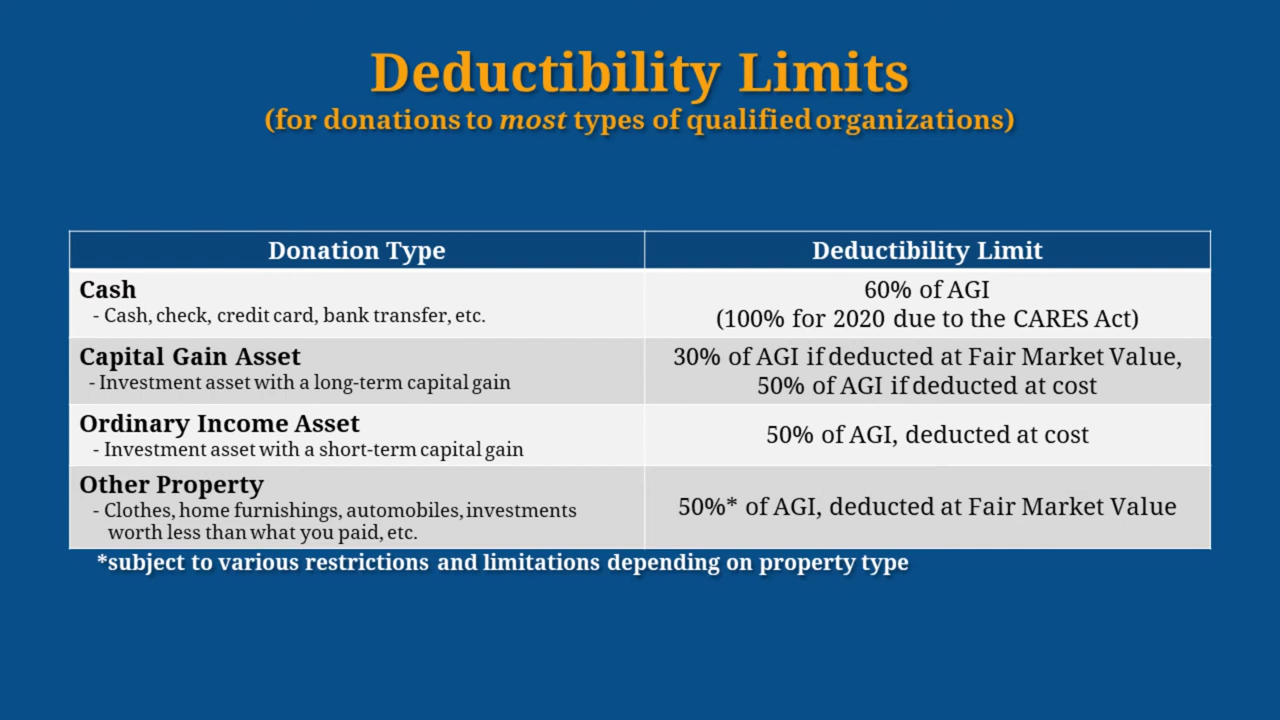 Deductibility Limits
(for donations to most types of qualified organizations)
Donation Type
Deductibility Limit
Cash
- Cash, check, credit card, bank transfer, etc.
60% of AGI
(100% for 2020 due to the CARES Act)
Capital Gain Asset
- Investment asset with a long-term capital gain
30% of AGI if deducted at Fair Market Value,
50% of AGI if deducted at cost
Ordinary Income Asset
- Investment asset with a short-term capital gain
50% of AGI, deducted at cost
Other Property
- Clothes, home furnishings, automobiles, investments
worth less than what you paid, etc.
50%* of AGI, deducted at Fair Market Value
*subject to various restrictions and limitations depending on property type